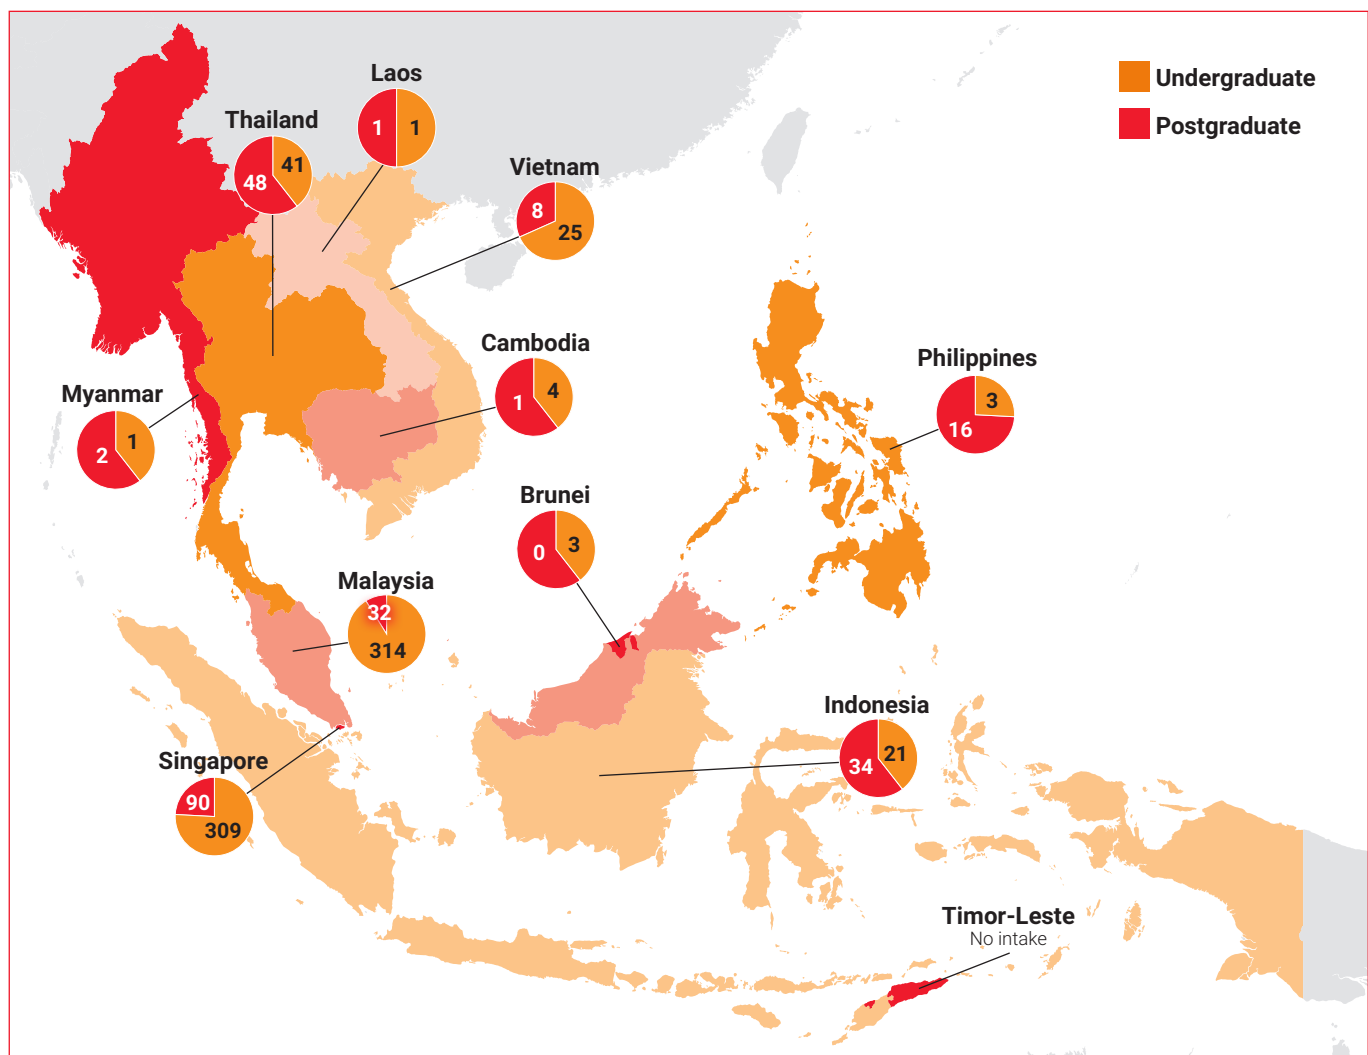 Undergraduate
Postgraduate
Laos
1 1
Thailand
41
48
Vietnam
8
25
Cambodia
4
1
Philippines
3
16
Myanmar
1
2
Brunei
3
0
Malaysia
32
314
Indonesia
21
34
Singapore
90
309
Timor-Leste
No intake